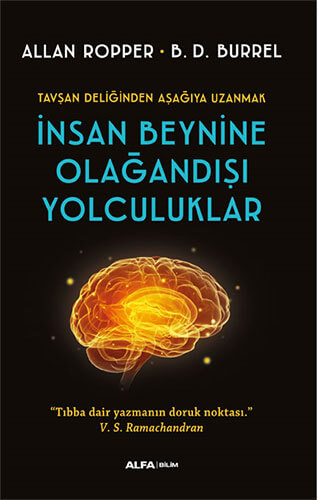 ALLAN ROPPER • B. D. BURREL
TAVŞAN DELİĞİNDEN AŞAĞIYA UZANMAK
İNSAN BEYNİNE
OLAĞANDIŞI
YOLCULUKLAR
“Tıbba dair yazmanın doruk noktası.”
V. S. Ramachandran
ALFA | BİLİM